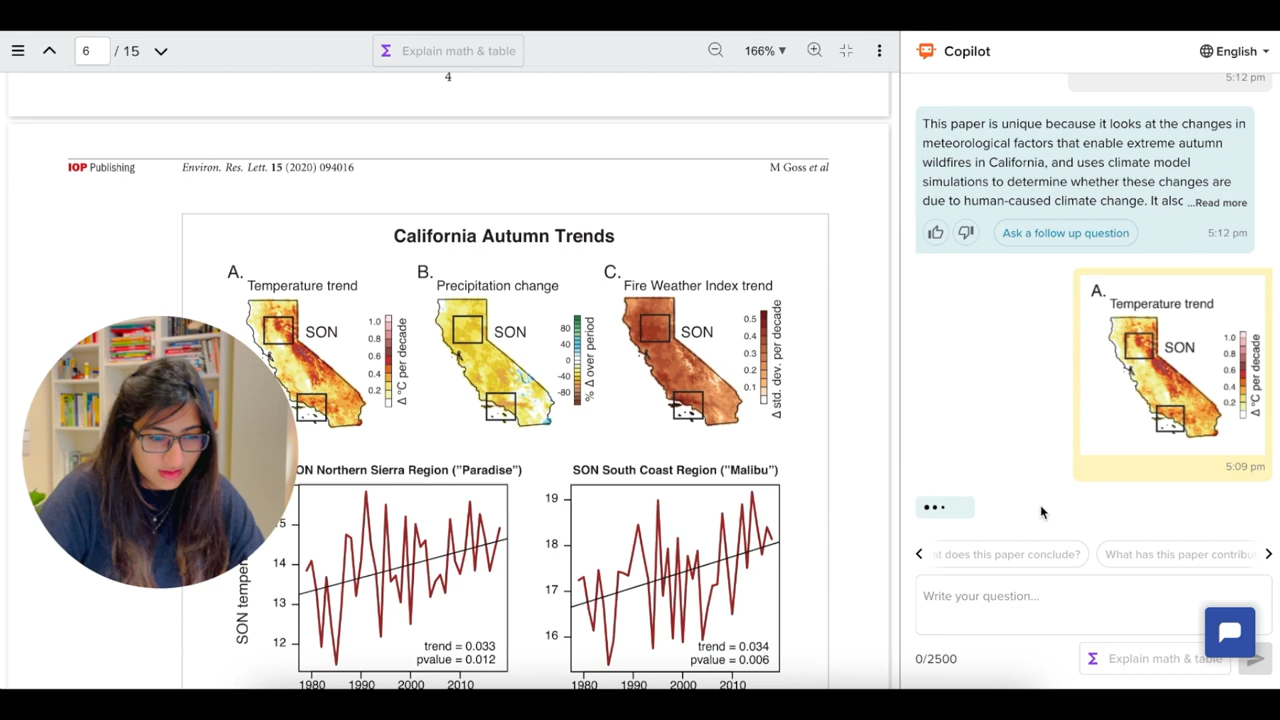 6 / 15
Σ Explain math & table
166% ▼
Copilot
English
4
5:12 pm
IOP Publishing
Environ. Res. Lett. 15 (2020) 094016
M Goss et al
California Autumn Trends
A.
Temperature trend
SON
1.0
0.8
0.6
0.4
0.2
Δ °C per decade
B.
Precipitation change
SON
80
40
0
-40
-80
% Δ over period
C.
Fire Weather Index trend
SON
0.5
0.4
0.3
0.2
0.1
Δ std. dev. per decade
ON Northern Sierra Region ("Paradise")
5
14
13
12
SON temper
trend = 0.033
pvalue = 0.012
1980 1990 2000 2010
SON South Coast Region ("Malibu")
19
18
17
16
trend = 0.034
pvalue = 0.006
1980 1990 2000 2010
This paper is unique because it looks at the changes in
meteorological factors that enable extreme autumn
wildfires in California, and uses climate model
simulations to determine whether these changes are
due to human-caused climate change. It alsc ...Read more
Ask a follow up question
5:12 pm
A.
Temperature trend
SON
1.0
0.8
0.6
0.4
0.2
Δ °C per decade
5:09 pm
at does this paper conclude?
What has this paper contribut
Write your question...
0/2500
Σ Explain math & table